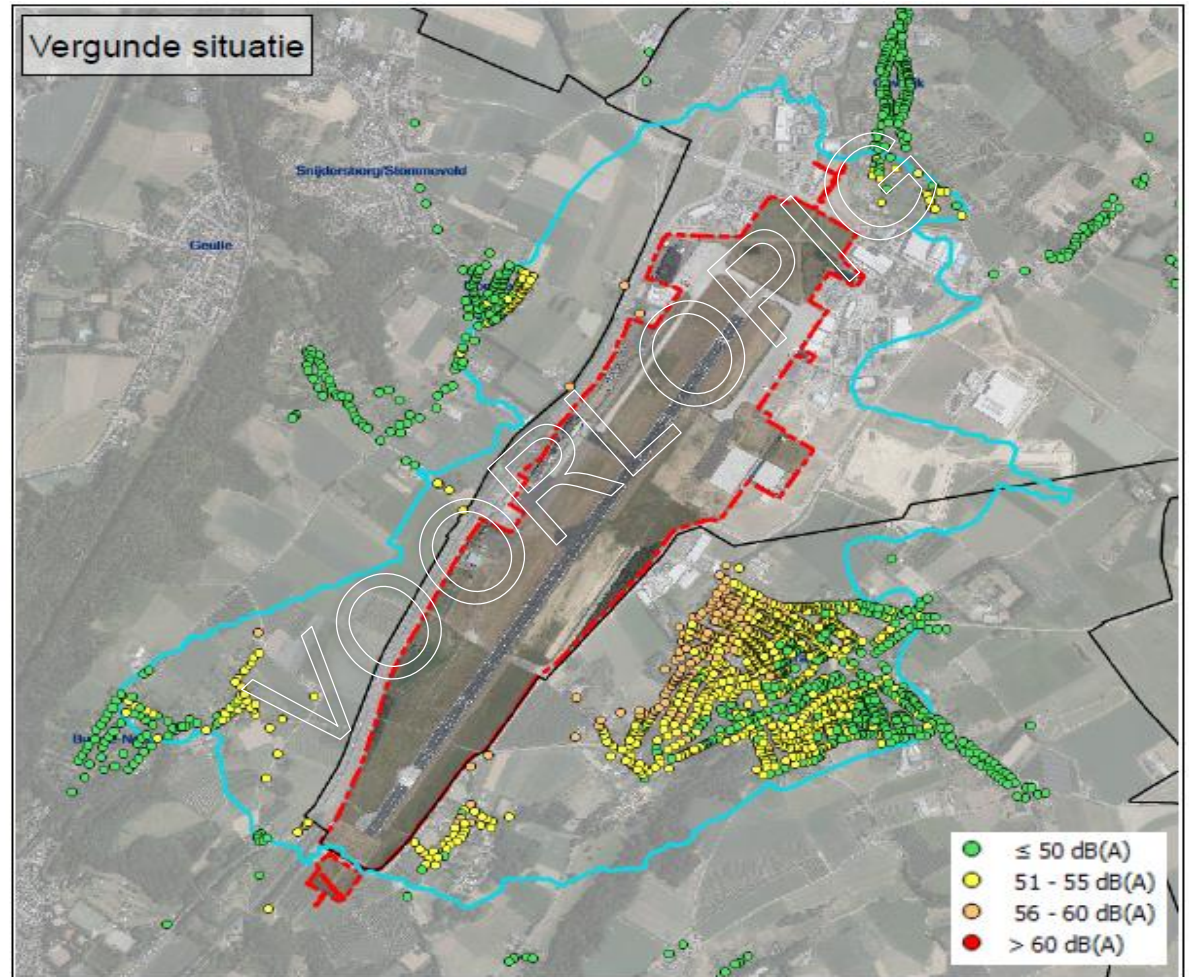 Vergunde situatie
Snijdersberg/Stommeveld
Geulle
VOORLOPIG
≤ 50 dB(A)
51 - 55 dB(A)
56 - 60 dB(A)
> 60 dB(A)